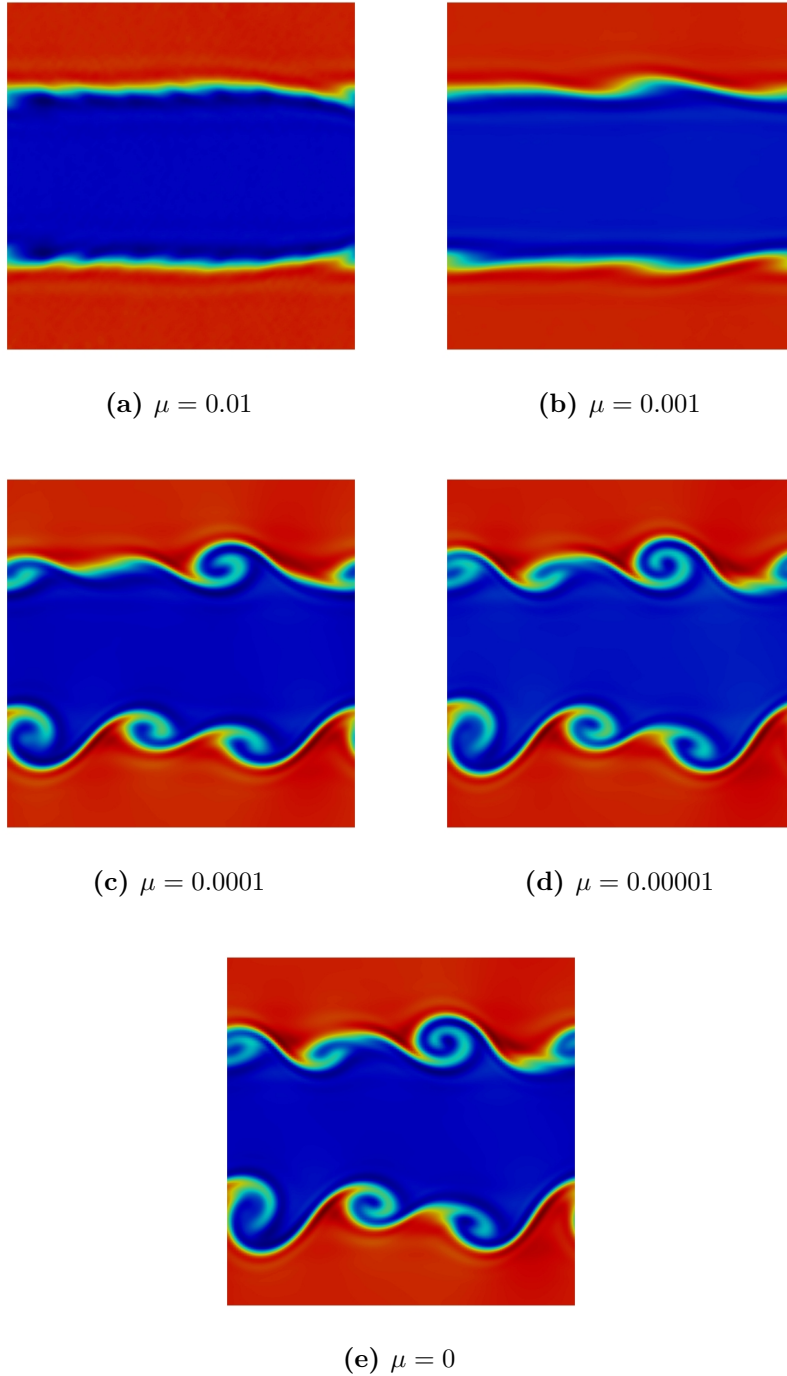 (a) μ = 0.01
(b) μ = 0.001
(c) μ = 0.0001
(d) μ = 0.00001
(e) μ = 0